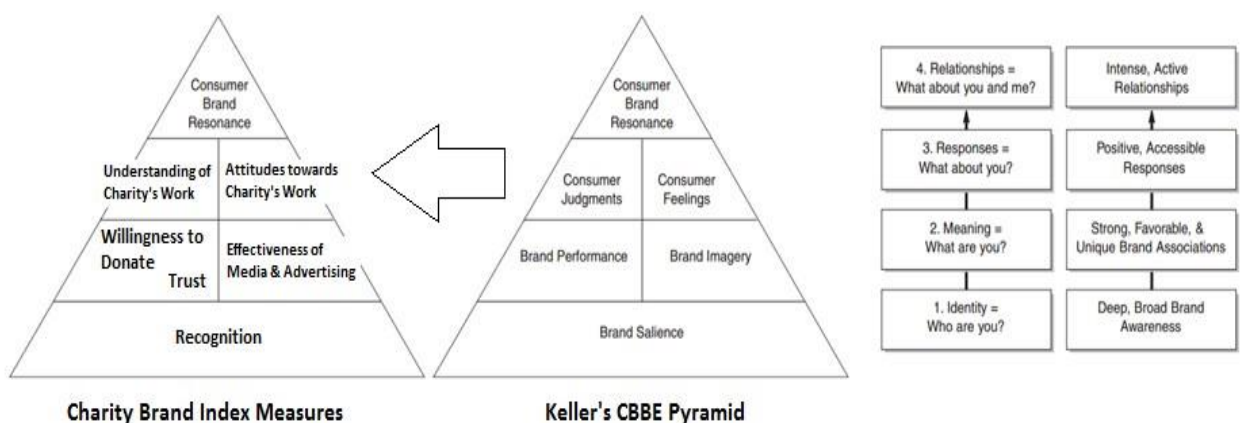 Consumer
Brand
Resonance
Understanding of
Charity's Work
Attitudes towards
Charity's Work
Willingness to
Donate
Trust
Effectiveness of
Media & Advertising
Recognition
Charity Brand Index Measures
Consumer
Brand
Resonance
Consumer
Judgments
Consumer
Feelings
Brand Performance
Brand Imagery
Brand Salience
Keller's CBBE Pyramid
4. Relationships =
What about you and me?
Intense, Active
Relationships
3. Responses =
What about you?
Positive, Accessible
Responses
2. Meaning =
What are you?
Strong, Favorable, &
Unique Brand Associations
1. Identity =
Who are you?
Deep, Broad Brand
Awareness